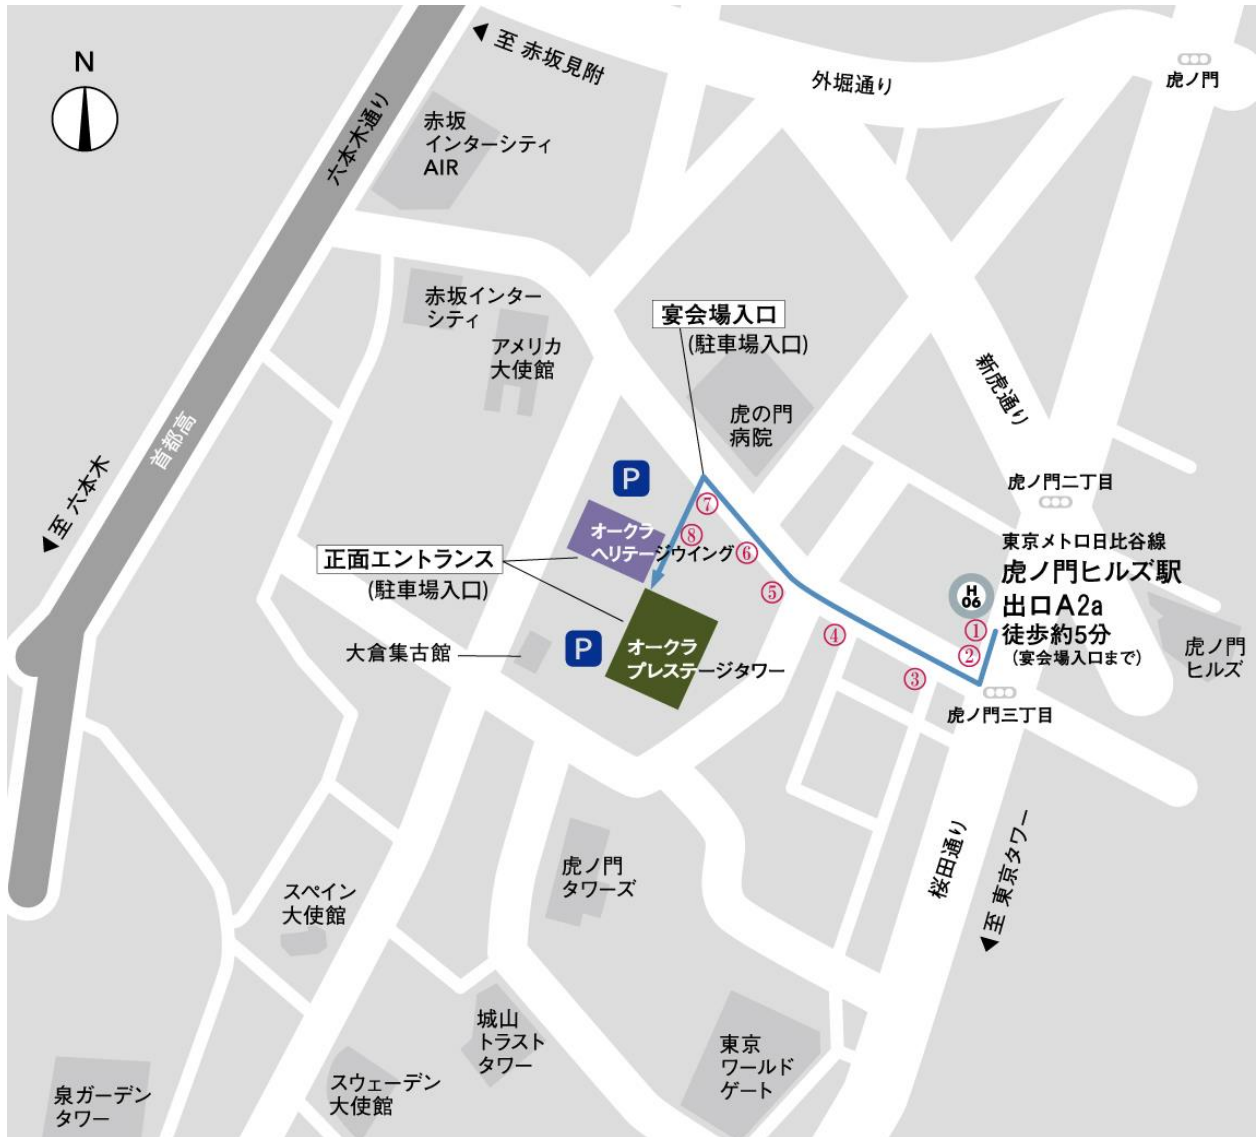 N
◀ 至 赤坂見附
外堀通り
虎ノ門
六本木通り
赤坂
インターシティ
AIR
赤坂インター
シティ
アメリカ
大使館
宴会場入口
(駐車場入口)
虎の門
病院
新虎通り
首都高
◀至 六本木
P
⑦
⑧
⑥
⑤
④
③
②
①
オークラ
ヘリテージウイング
正面エントランス
(駐車場入口)
虎ノ門二丁目
東京メトロ日比谷線
虎ノ門ヒルズ駅
出口A2a
徒歩約5分
(宴会場入口まで)
H
06
虎ノ門
ヒルズ
大倉集古館
P
オークラ
プレステージタワー
虎ノ門三丁目
桜田通り
◀至 東京タワー
虎ノ門
タワーズ
スペイン
大使館
城山
トラスト
タワー
東京
ワールド
ゲート
スウェーデン
大使館
泉ガーデン
タワー